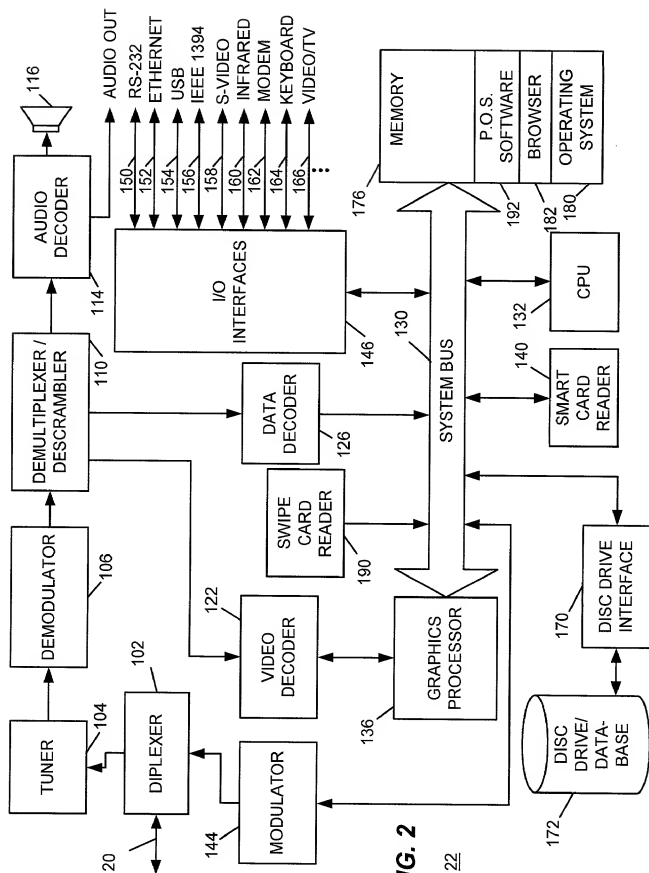 116
AUDIO OUT
RS-232
ETHERNET
USB
IEEE 1394
S-VIDEO
INFRARED
MODEM
KEYBOARD
VIDEO/TV
AUDIO
DECODER
114
150
152
154
156
158
160
162
164
166
I/O
INTERFACES
146
DEMULTIPLEXER /
DESCRAMBLER
110
DEMODULATOR
106
TUNER
104
DIPLEXER
102
20
MODULATOR
144
VIDEO
DECODER
122
DATA
DECODER
126
SWIPE
CARD
READER
190
GRAPHICS
PROCESSOR
136
SYSTEM BUS
130
MEMORY
176
P.O.S.
SOFTWARE
192
BROWSER
182
OPERATING
SYSTEM
180
CPU
132
SMART
CARD
READER
140
DISC DRIVE
INTERFACE
170
DISC
DRIVE/
DATA-
BASE
172
IG. 2
22